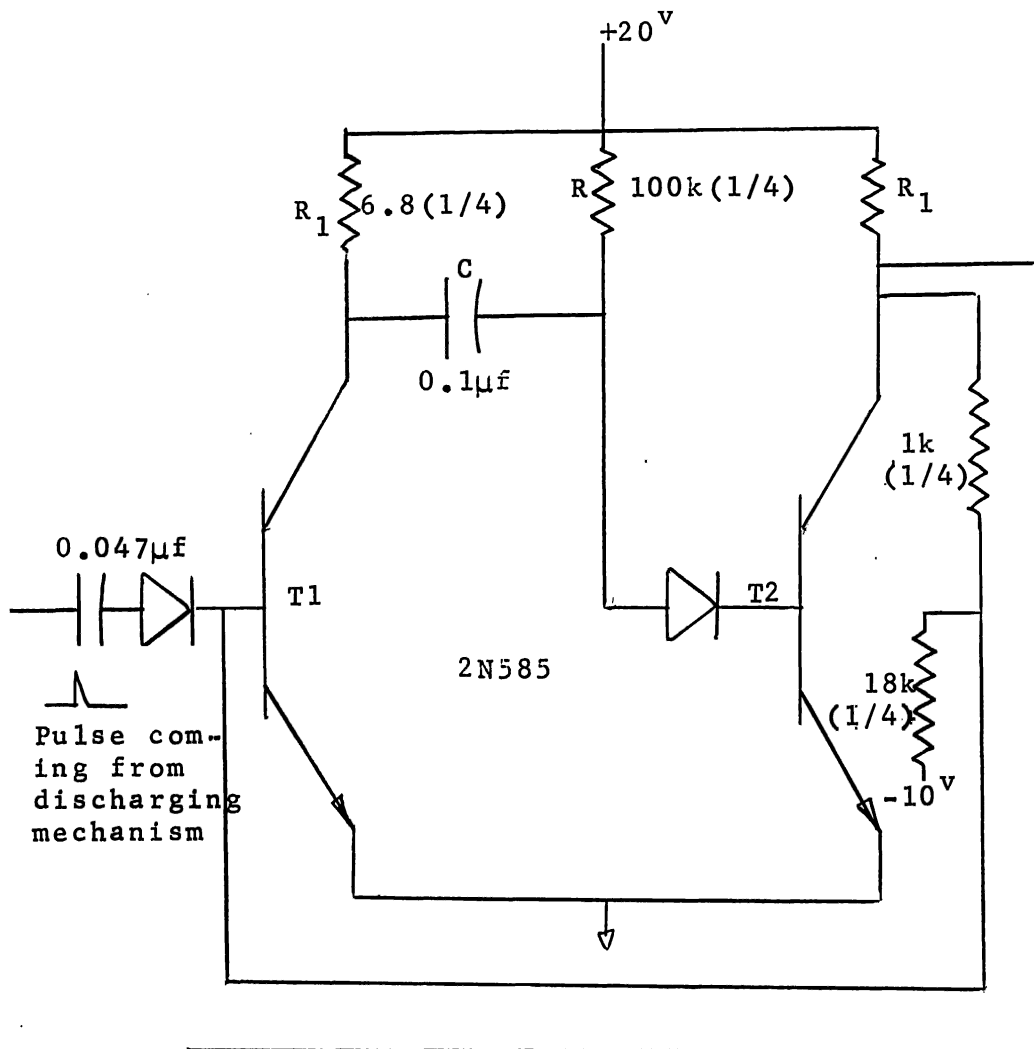 +20v
R1
6.8(1/4)
R
100k(1/4)
R1
C
0.1µf
1k
(1/4)
0.047µf
T1
T2
2N585
18k
(1/4)
-10v
Pulse com-
ing from
discharging
mechanism